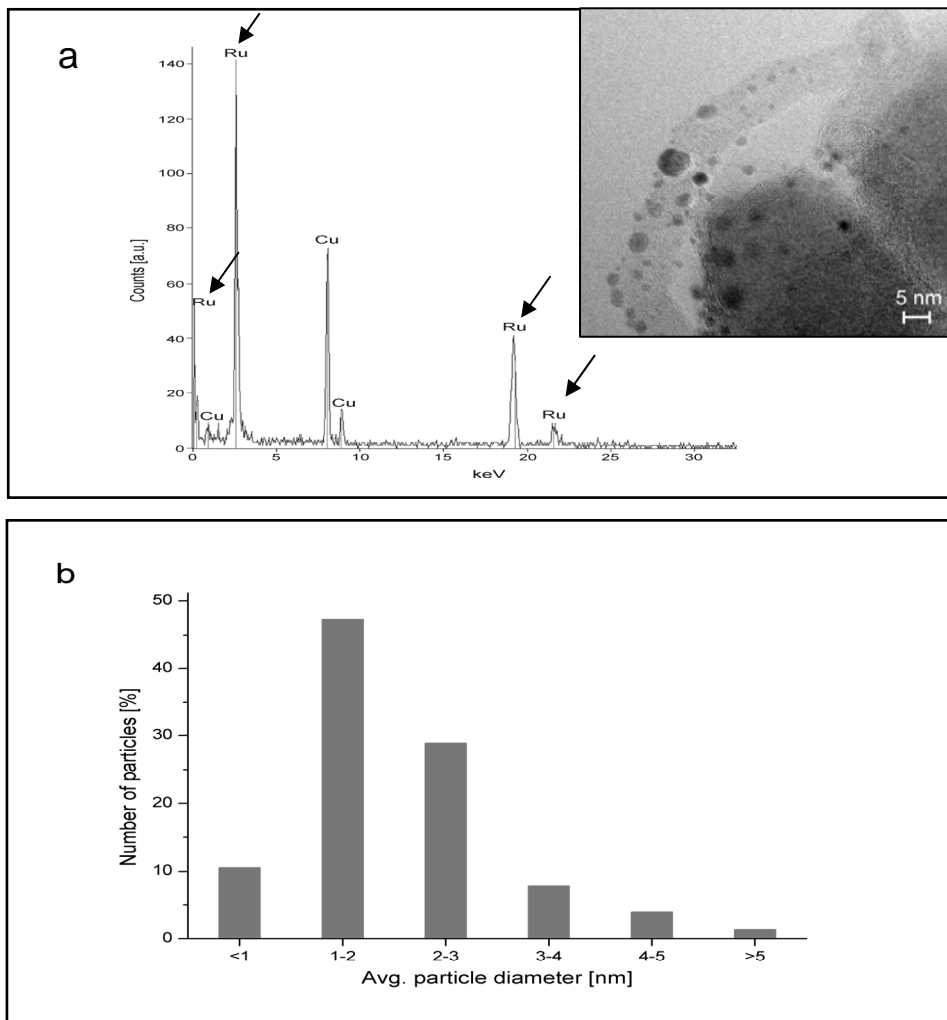 a
Counts [a.u.]
140
120
100
80
60
40
20
0
Ru
Ru
Cu
Cu
Cu
Ru
Ru
0 5 10 15 20 25 30
keV
5 nm
b
Number of particles [%]
50
40
30
20
10
0
<1 1-2 2-3 3-4 4-5 >5
Avg. particle diameter [nm]